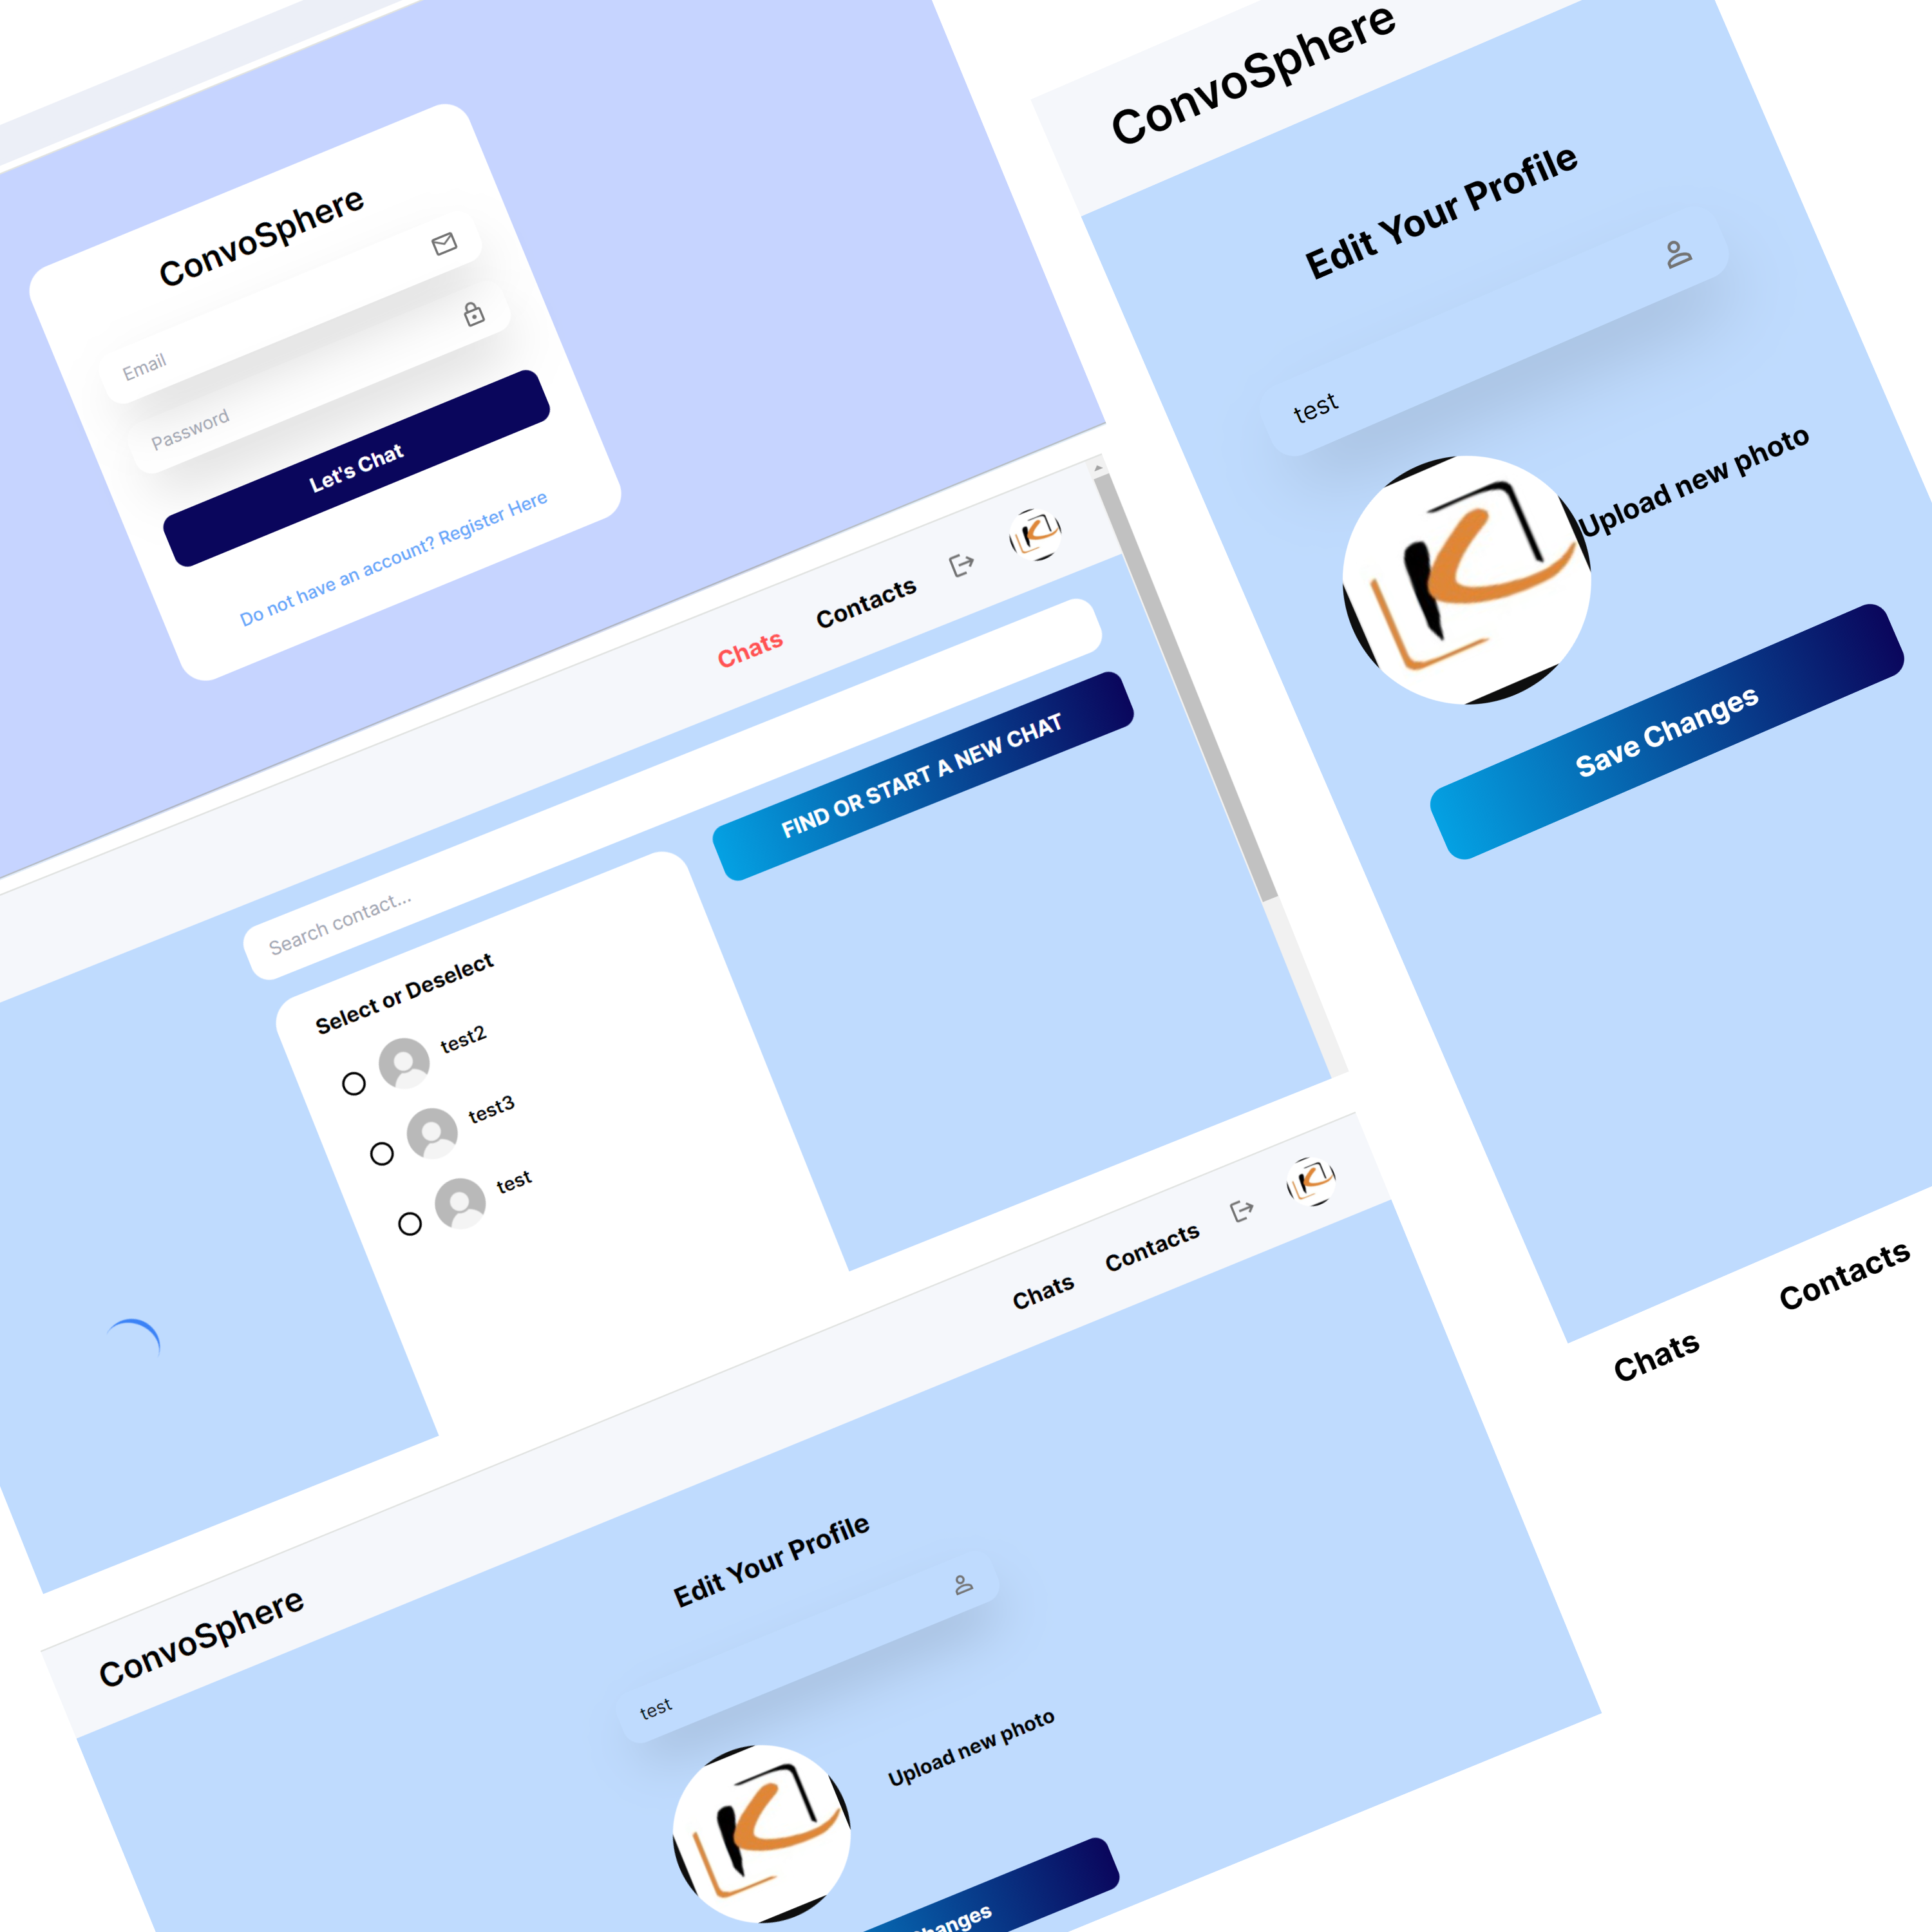 ConvoSphere
Email
Password
Let's Chat
Do not have an account? Register Here
Chats
Contacts
Search contact...
FIND OR START A NEW CHAT
Select or Deselect
test2
test3
test
ConvoSphere
Chats
Contacts
Edit Your Profile
test
Upload new photo
ConvoSphere
Edit Your Profile
test
Upload new photo
Save Changes
Chats
Contacts